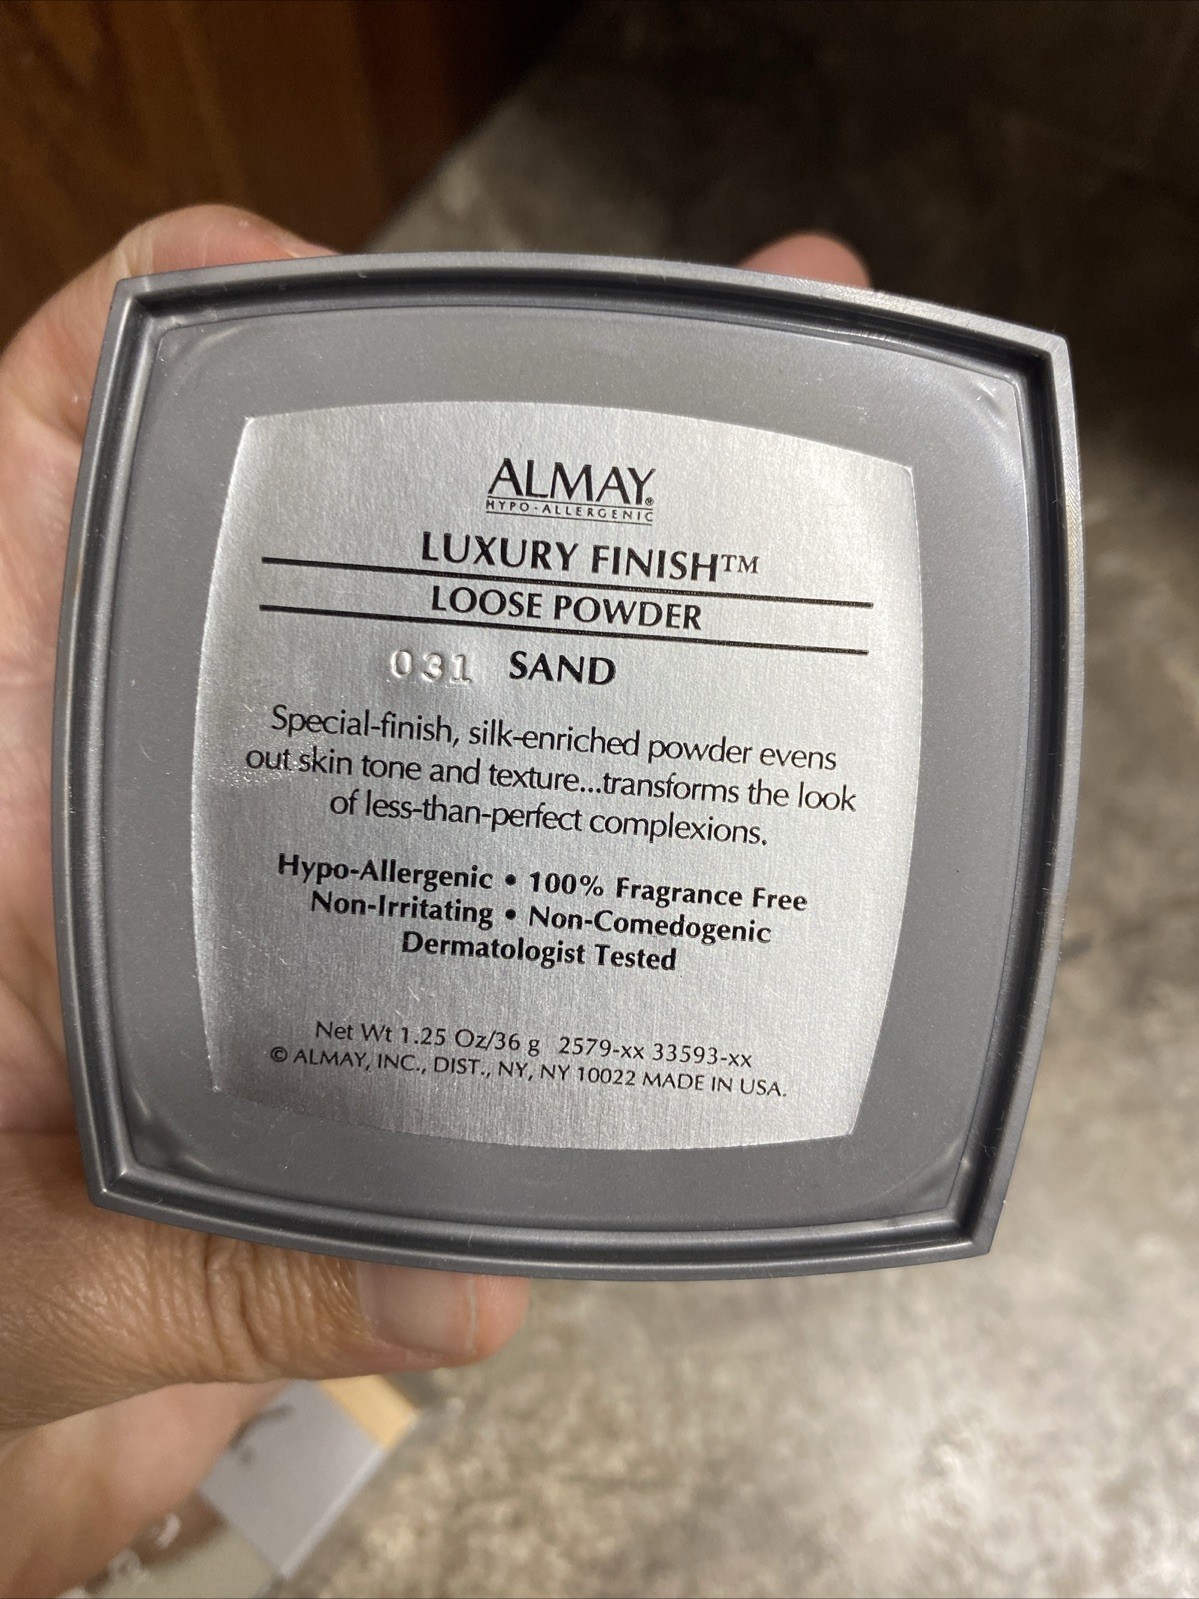 ALMAY®
HYPO-ALLERGENIC
LUXURY FINISH™
LOOSE POWDER
031 SAND
Special-finish, silk-enriched powder evens
out skin tone and texture...transforms the look
of less-than-perfect complexions.
Hypo-Allergenic • 100% Fragrance Free
Non-Irritating • Non-Comedogenic
Dermatologist Tested
Net Wt 1.25 Oz/36 g 2579-xx 33593-xx
© ALMAY, INC., DIST., NY, NY 10022 MADE IN USA.